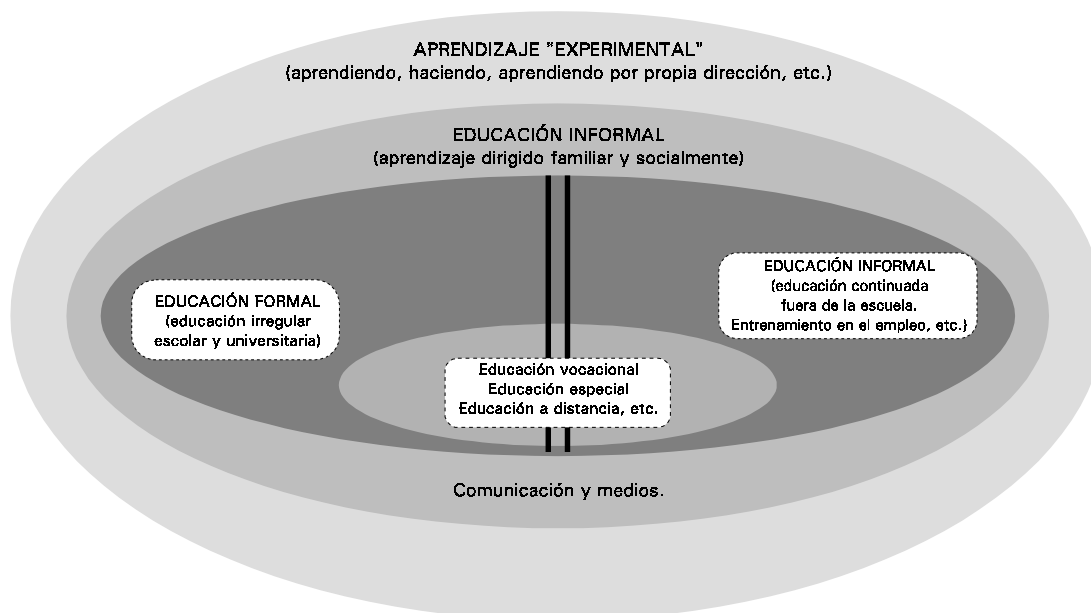 APRENDIZAJE "EXPERIMENTAL"
(aprendiendo, haciendo, aprendiendo por propia dirección, etc.)
EDUCACIÓN INFORMAL
(aprendizaje dirigido familiar y socialmente)
EDUCACIÓN FORMAL
(educación irregular
escolar y universitaria)
EDUCACIÓN INFORMAL
(educación continuada
fuera de la escuela.
Entrenamiento en el empleo, etc.)
Educación vocacional
Educación especial
Educación a distancia, etc.
Comunicación y medios.